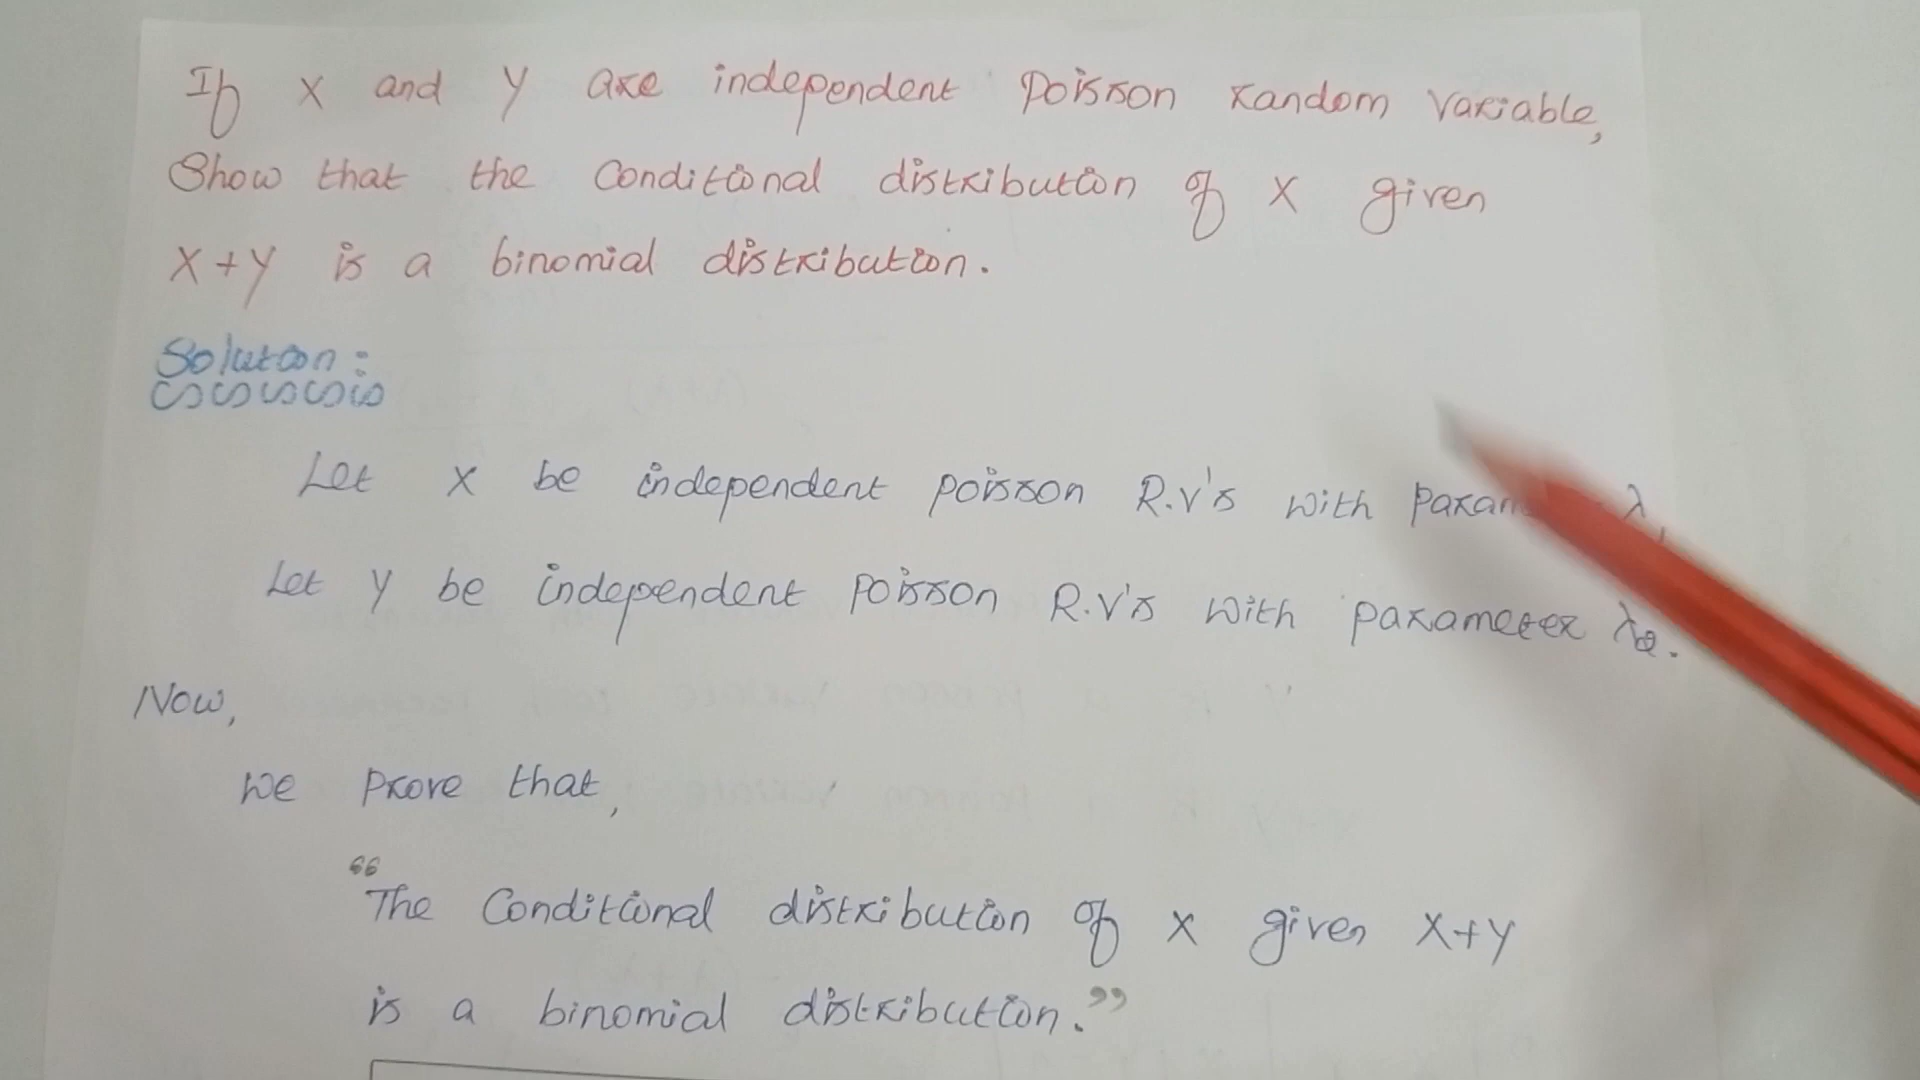 If X and Y are independent Poisson random variable,
Show that the Conditional distribution of X given
X+Y is a binomial distribution.
Solution:
Let X be independent poisson R.V's with λ1
Let Y be independent poisson R.V's with parameter λ2.
Now,
We Prove that,
"The Conditional distribution of X given X+Y
is a binomial distribution."